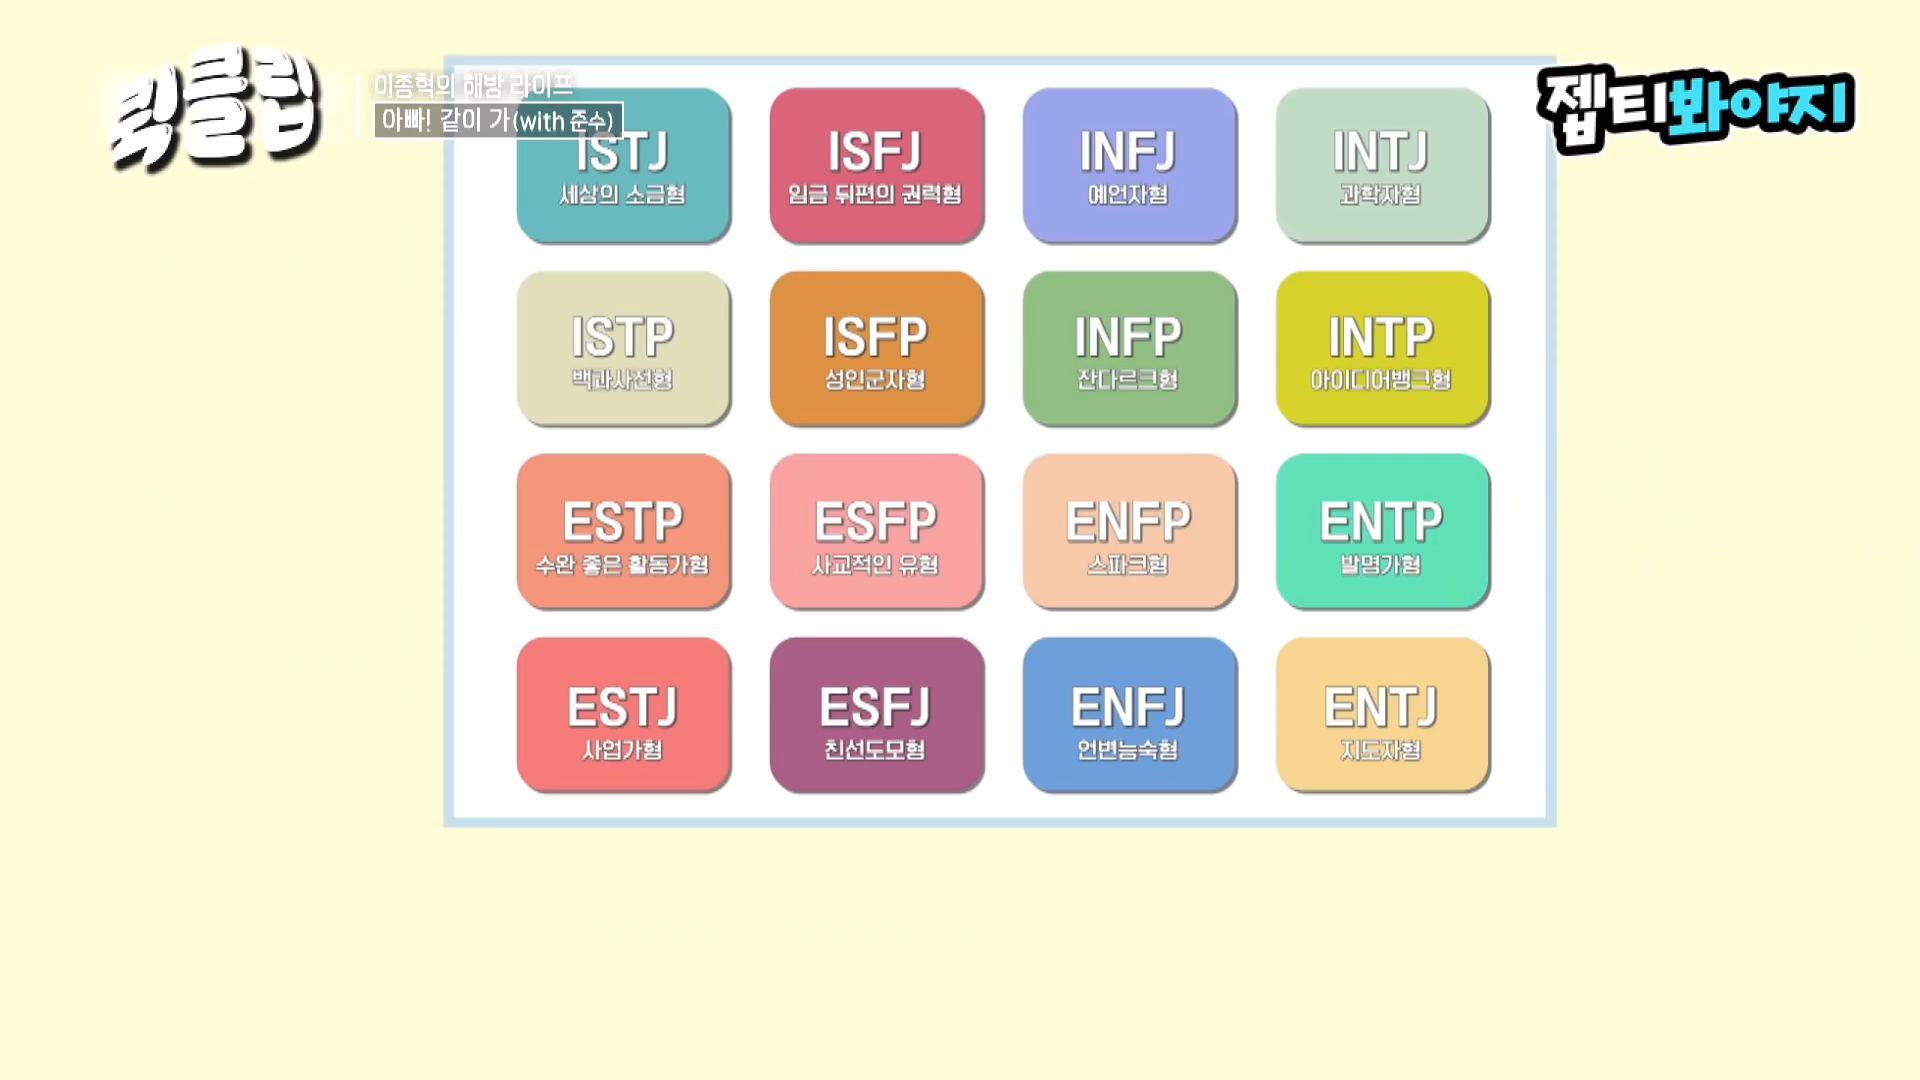 퀵클립
이종혁의 해방 라이프
아빠! 같이 가(with 준수)
젭티봐야지
ISTJ
세상의 소금형
ISFJ
임금 뒤편의 권력형
INFJ
예언자형
INTJ
과학자형
ISTP
백과사전형
ISFP
성인군자형
INFP
잔다르크형
INTP
아이디어뱅크형
ESTP
수완 좋은 활동가형
ESFP
사교적인 유형
ENFP
스파크형
ENTP
발명가형
ESTJ
사업가형
ESFJ
친선도모형
ENFJ
언변능숙형
ENTJ
지도자형